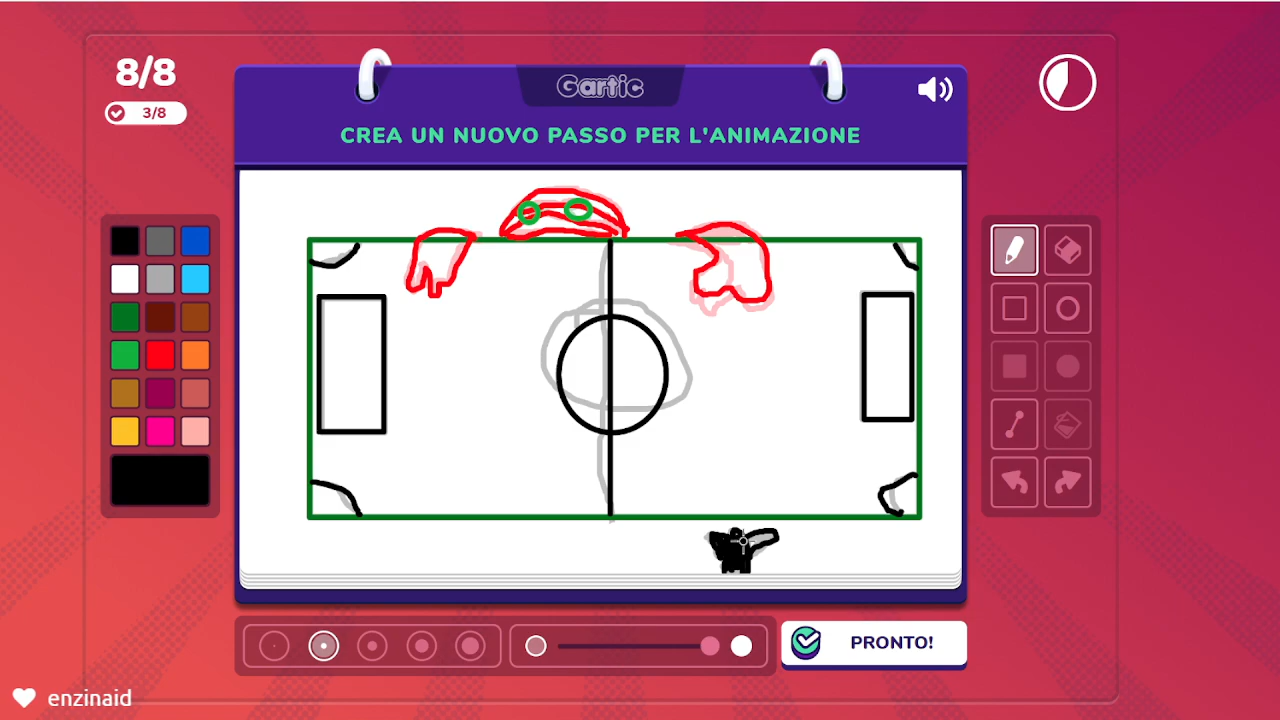 8/8
3/8
Gartic
CREA UN NUOVO PASSO PER L'ANIMAZIONE
PRONTO!
enzinaid